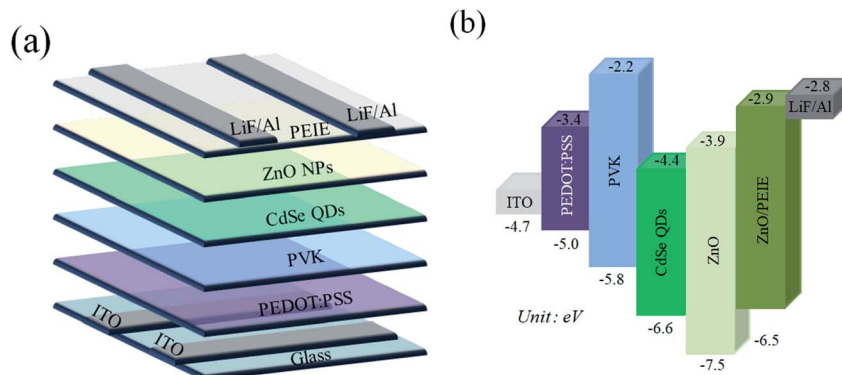 (a)
LiF/Al
LiF/Al
PEIE
ZnO NPs
CdSe QDs
PVK
PEDOT:PSS
ITO
ITO
Glass
(b)
-2.2
-2.8
-2.9
LiF/Al
-3.4
-3.9
-4.4
ITO
PEDOT:PSS
PVK
CdSe QDs
ZnO
ZnO/PEIE
-4.7
-5.0
-5.8
Unit: eV
-6.6
-6.5
-7.5